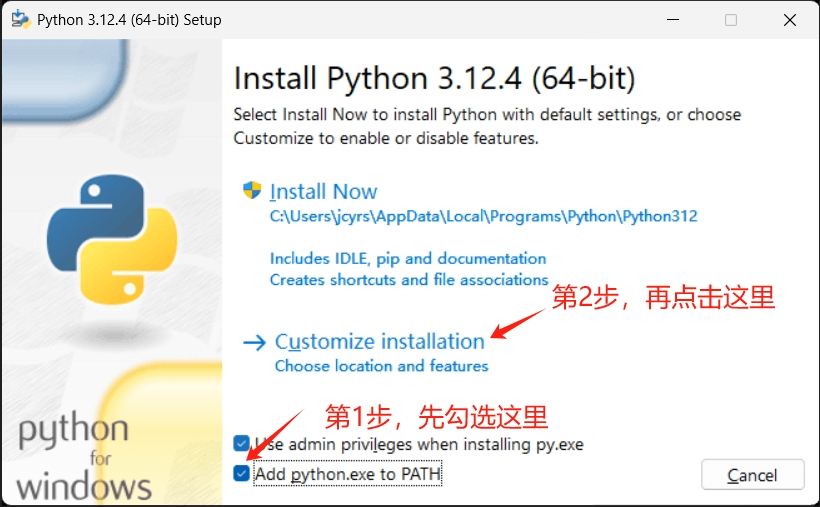 Python 3.12.4 (64-bit) Setup
Install Python 3.12.4 (64-bit)
Select Install Now to install Python with default settings, or choose
Customize to enable or disable features.
Install Now
C:\Users\jcyrs\AppData\Local\Programs\Python\Python312
Includes IDLE, pip and documentation
Creates shortcuts and file associations
第2步，再点击这里
Customize installation
Choose location and features
第1步，先勾选这里
Use admin privileges when installing py.exe
Add python.exe to PATH
Cancel
python
for
windows